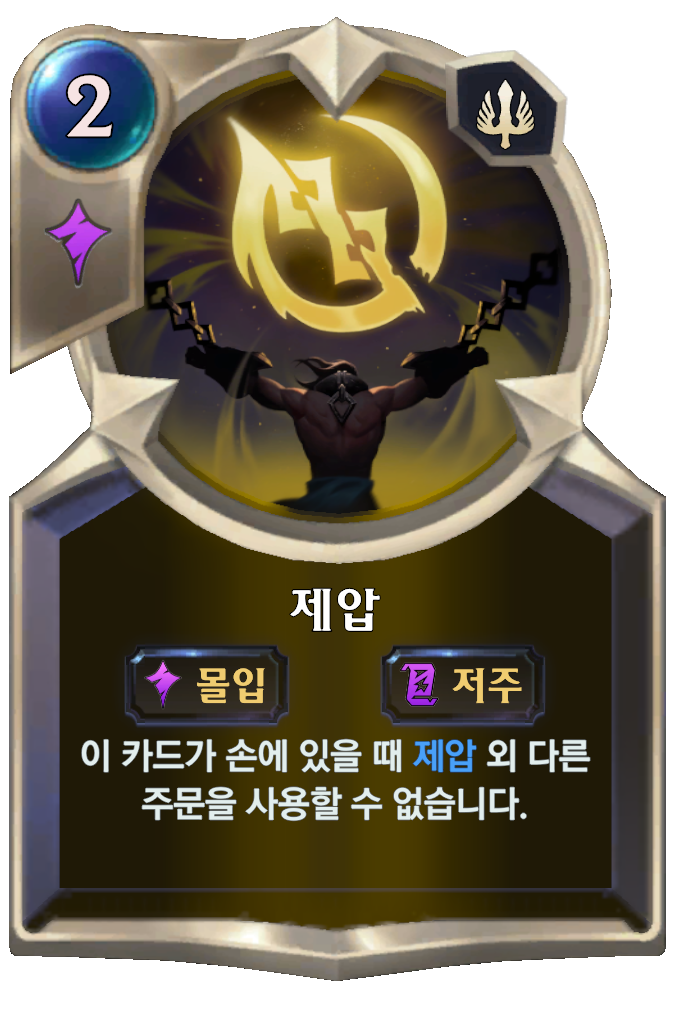 2
제압
몰입 저주
이 카드가 손에 있을 때 제압 외 다른
주문을 사용할 수 없습니다.